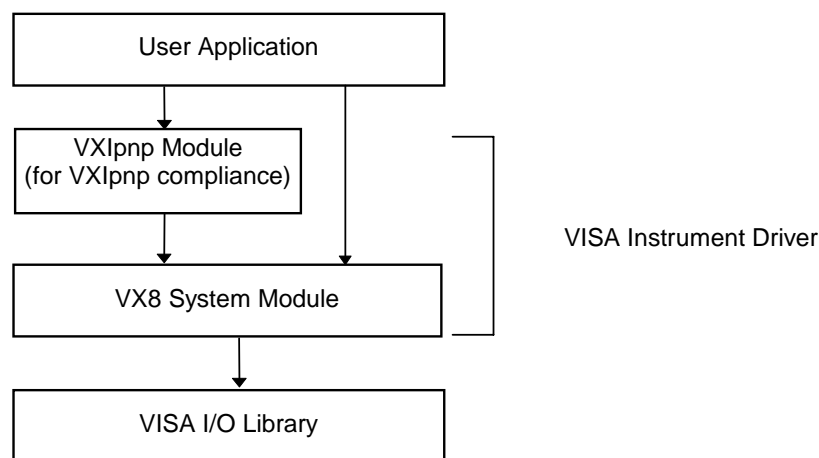 User Application
VXIpnp Module
(for VXIpnp compliance)
VISA Instrument Driver
VX8 System Module
VISA I/O Library